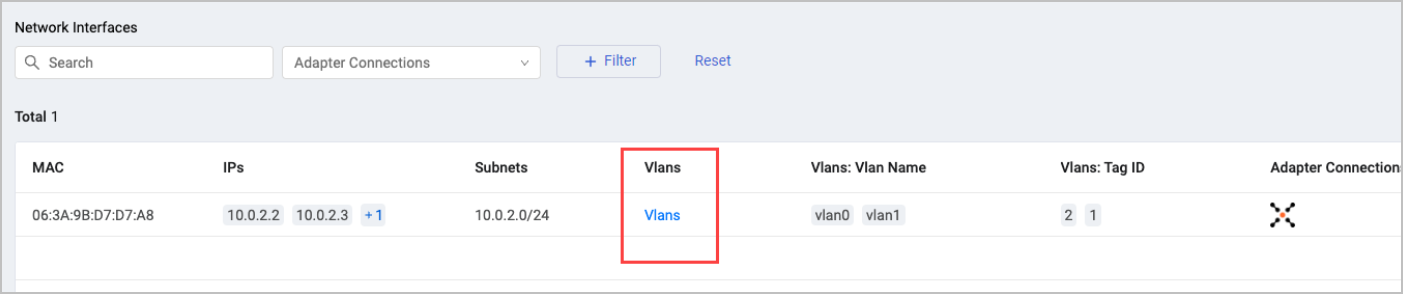 Network Interfaces
Search Adapter Connections + Filter Reset
Total 1
MAC IPs Subnets Vlans Vlans: Vlan Name Vlans: Tag ID Adapter Connection
06:3A:9B:D7:D7:A8 10.0.2.2 10.0.2.3 +1 10.0.2.0/24 Vlans vlan0 vlan1 2 1